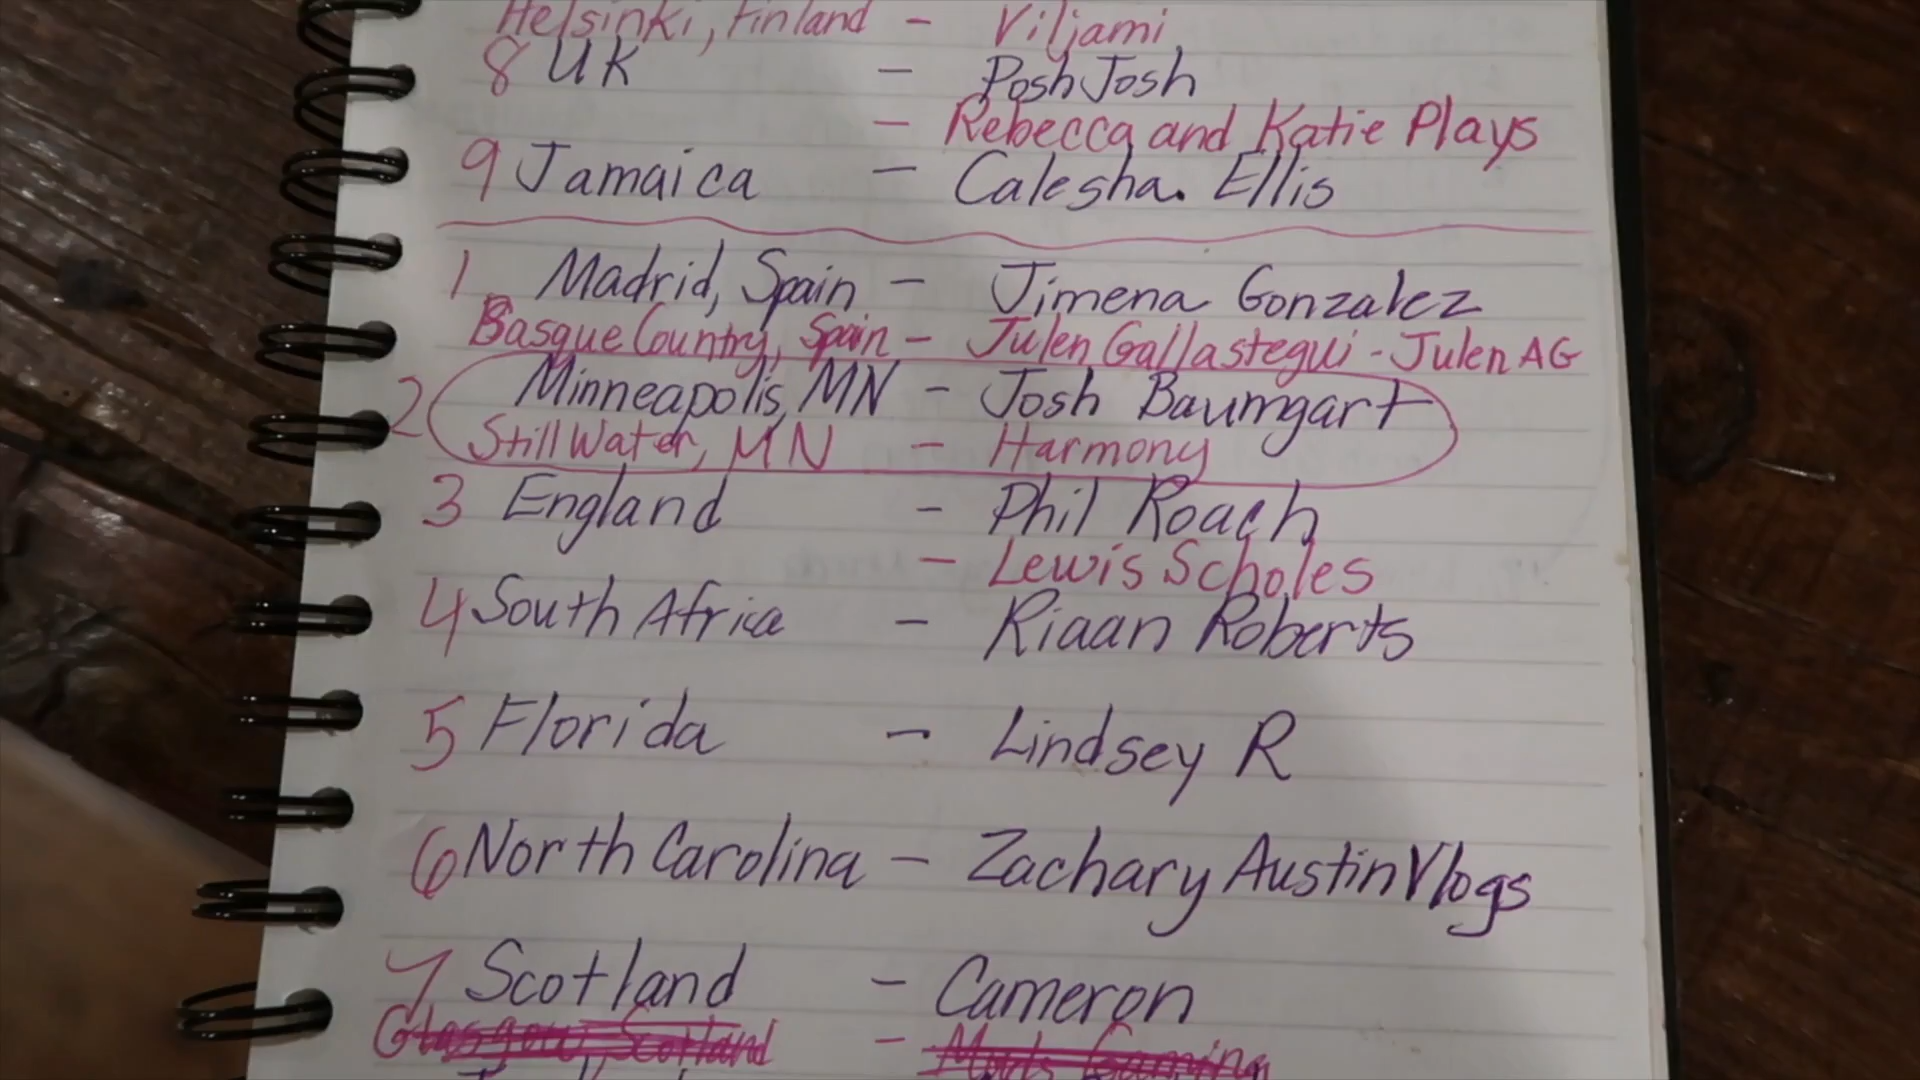 Helsinki, Finland - Viljami
8 UK - Posh Josh
- Rebecca and Katie Plays
9 Jamaica - Calesha. Ellis
1 Madrid, Spain - Jimena Gonzalez
Basque Country, Spain - Julen Gallastegui - Julen AG
2 Minneapolis, MN - Josh Baumgart
Still Water, MN - Harmony
3 England - Phil Roach
- Lewis Scholes
4 South Africa - Riaan Roberts
5 Florida - Lindsey R
6 North Carolina - Zachary Austin Vlogs
7 Scotland - Cameron
Glasgow, Scotland - Gaming